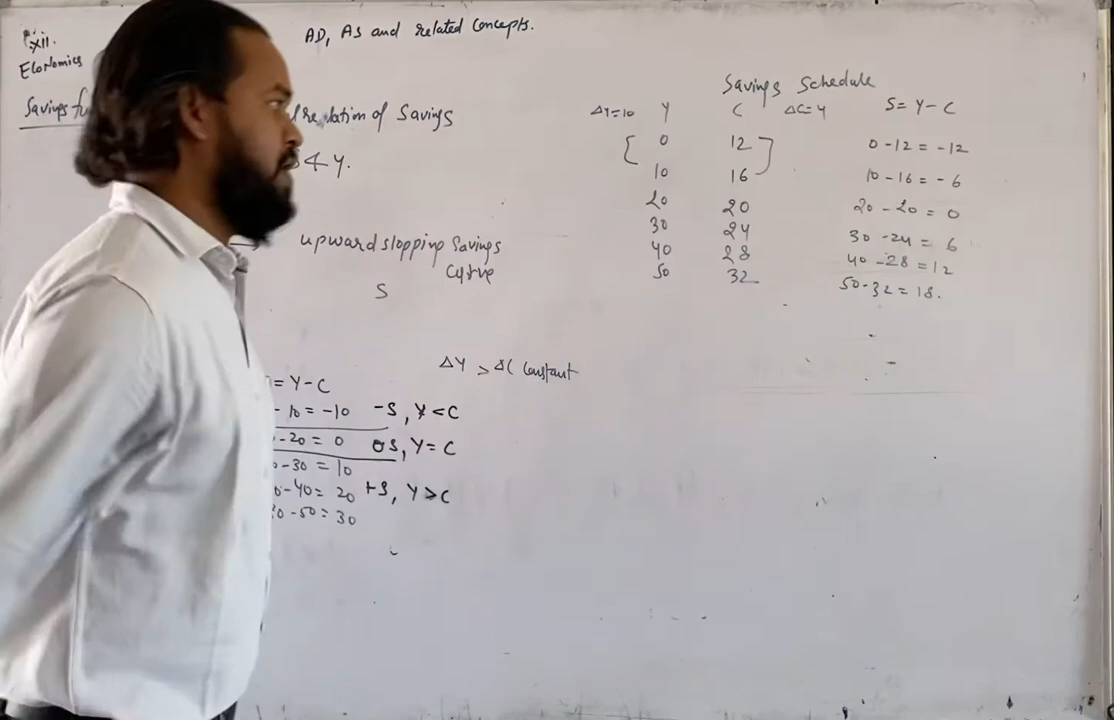 xii.
Economics
AD, AS and related concepts.
Savings fu
relation of Savings
& Y.
upward slopping Savings
curve
S
ΔY > ΔC Constant
= Y - C
- 10 = -10 -S, Y < C
-20 = 0 0S, Y = C
-30 = 10
0-40 = 20 +S, Y > C
0-50 = 30
Savings Schedule
ΔY=10 Y C ΔC=4 S = Y - C
0 12 0 - 12 = -12
10 16 10 - 16 = - 6
20 20 20 - 20 = 0
30 24 30 - 24 = 6
40 28 40 - 28 = 12
50 32 50 - 32 = 18.